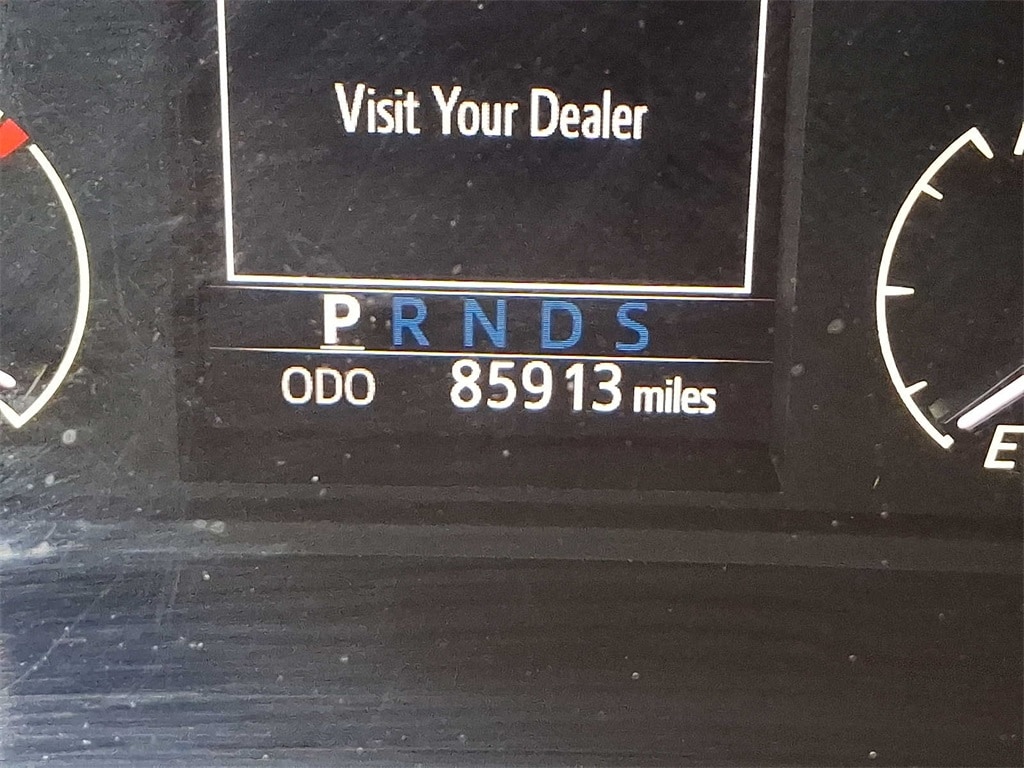 Visit Your Dealer
P R N D S
ODO 85913 miles
E